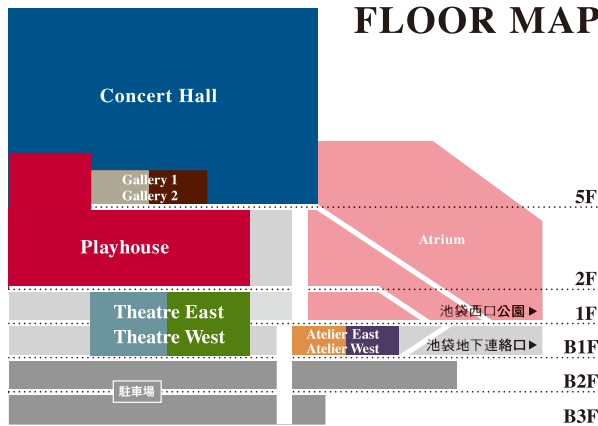 FLOOR MAP
Concert Hall
Gallery 1
Gallery 2
5F
Playhouse
Atrium
2F
Theatre East
Theatre West
池袋西口公園▶
1F
Atelier East
Atelier West
池袋地下連絡口▶
B1F
B2F
駐車場
B3F